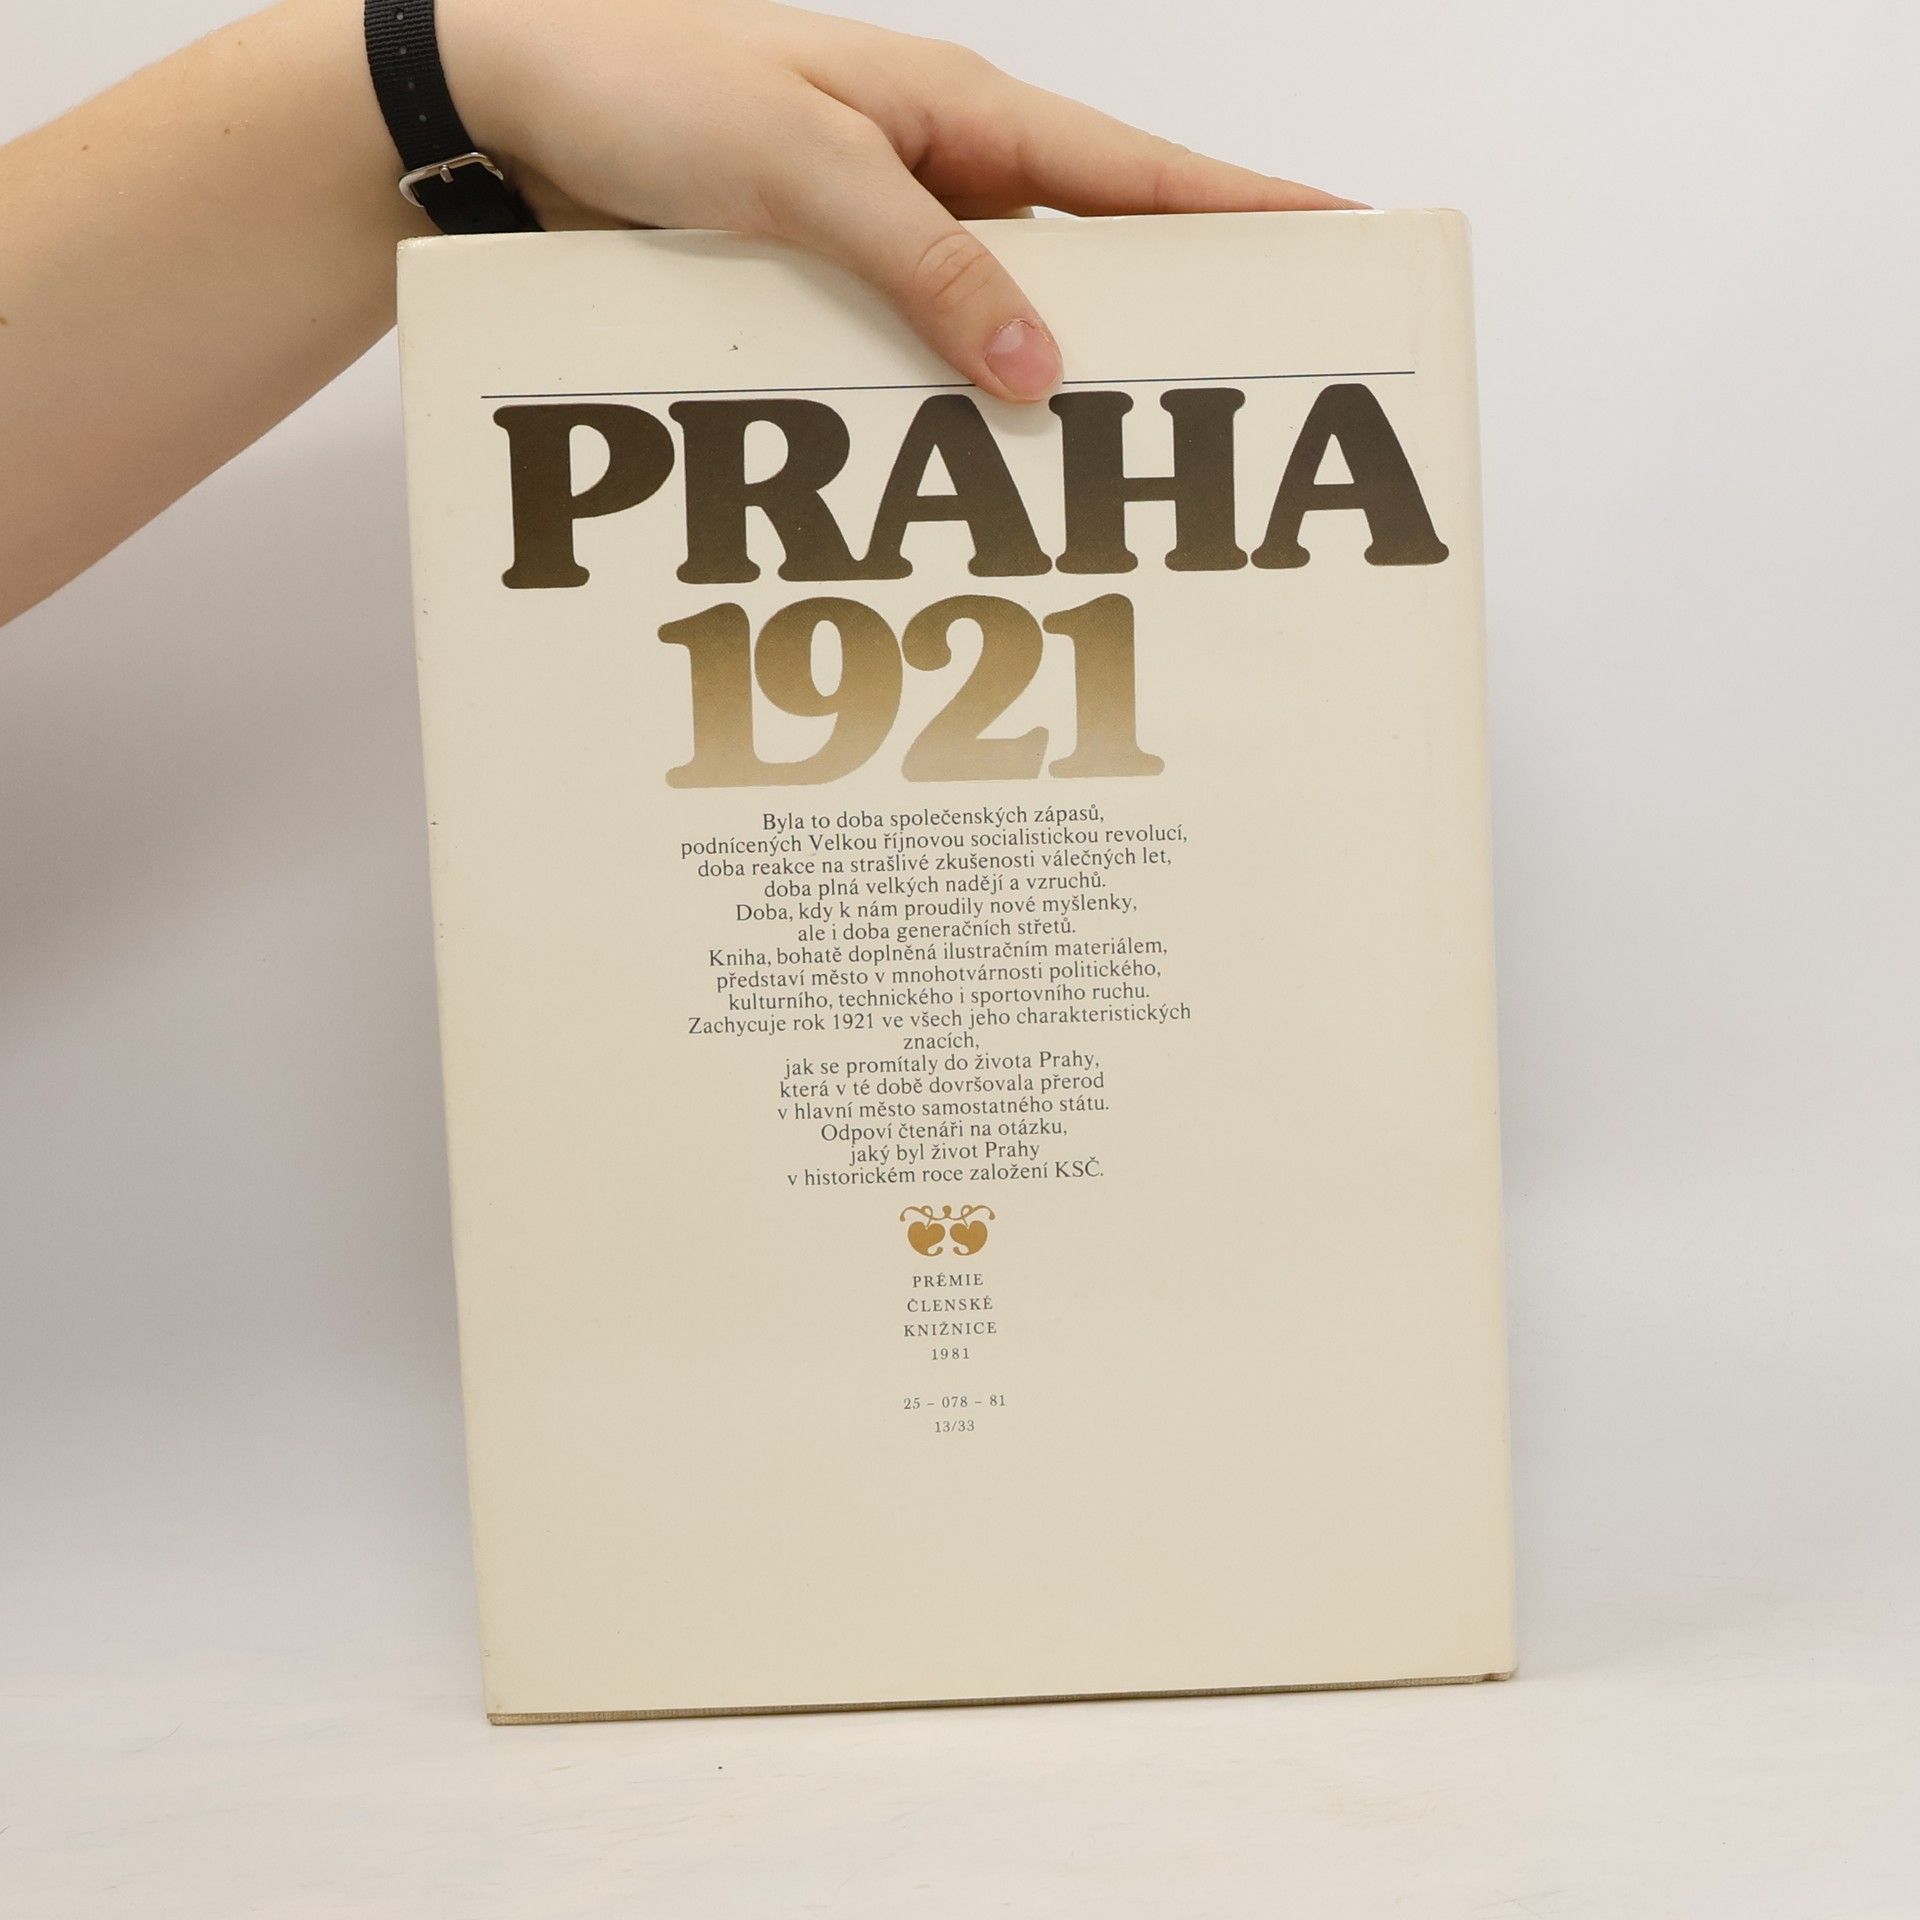 PRAHA
1921
Byla to doba společenských zápasů,
podnícených Velkou říjnovou socialistickou revolucí,
doba reakce na strašlivé zkušenosti válečných let,
doba plná velkých nadějí a vzruchů.
Doba, kdy k nám proudily nové myšlenky,
ale i doba generačních střetů.
Kniha, bohatě doplněná ilustračním materiálem,
představí město v mnohotvárnosti politického,
kulturního, technického i sportovního ruchu.
Zachycuje rok 1921 ve všech jeho charakteristických
znacích,
jak se promítaly do života Prahy,
která v té době dovršovala přerod
v hlavní město samostatného státu.
Odpoví čtenáři na otázku,
jaký byl život Prahy
v historickém roce založení KSČ.
PRÉMIE
ČLENSKÉ
KNIŽNICE
1981
25 – 078 – 81
13/33